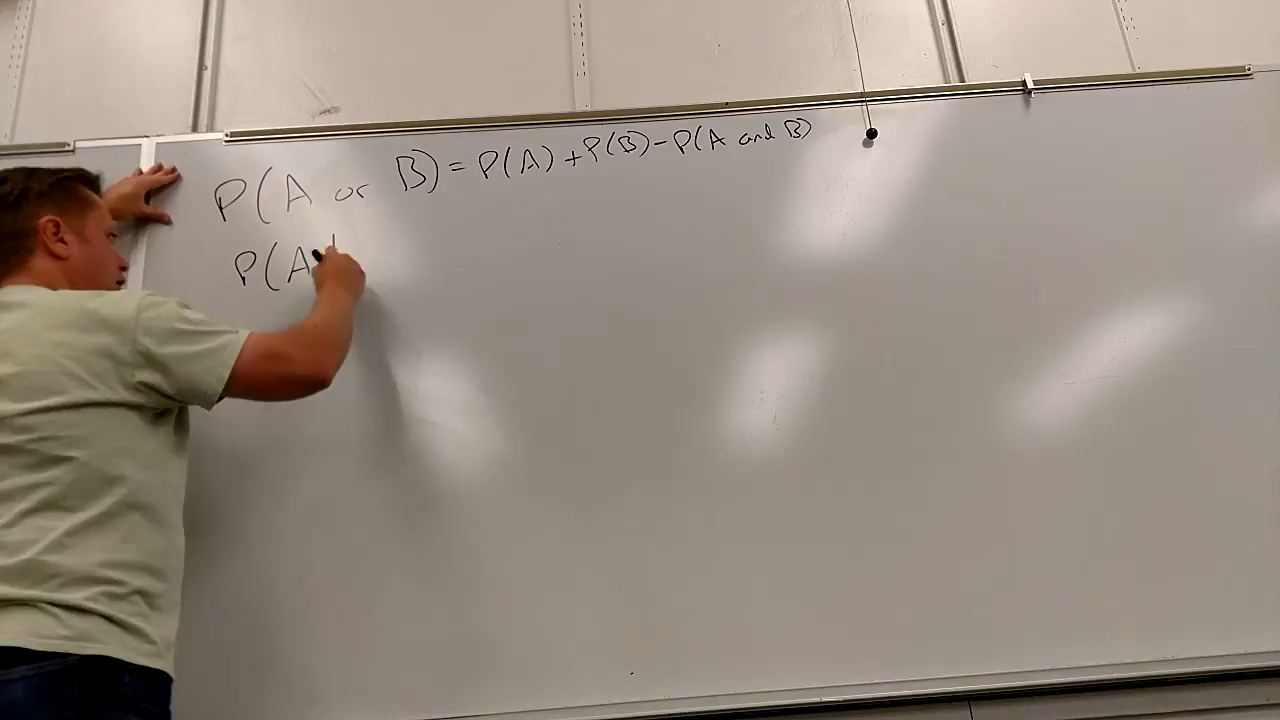 P(A or B) = P(A) + P(B) - P(A and B)
P(A |